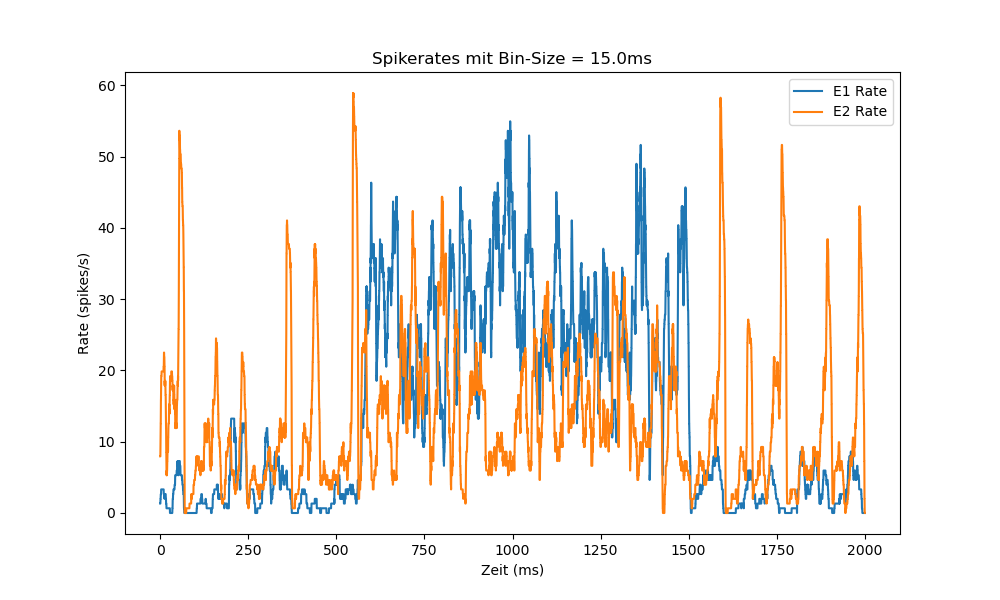 Spikerates mit Bin-Size = 15.0ms
E1 Rate
E2 Rate
Rate (spikes/s)
60
50
40
30
20
10
0
0 250 500 750 1000 1250 1500 1750 2000
Zeit (ms)